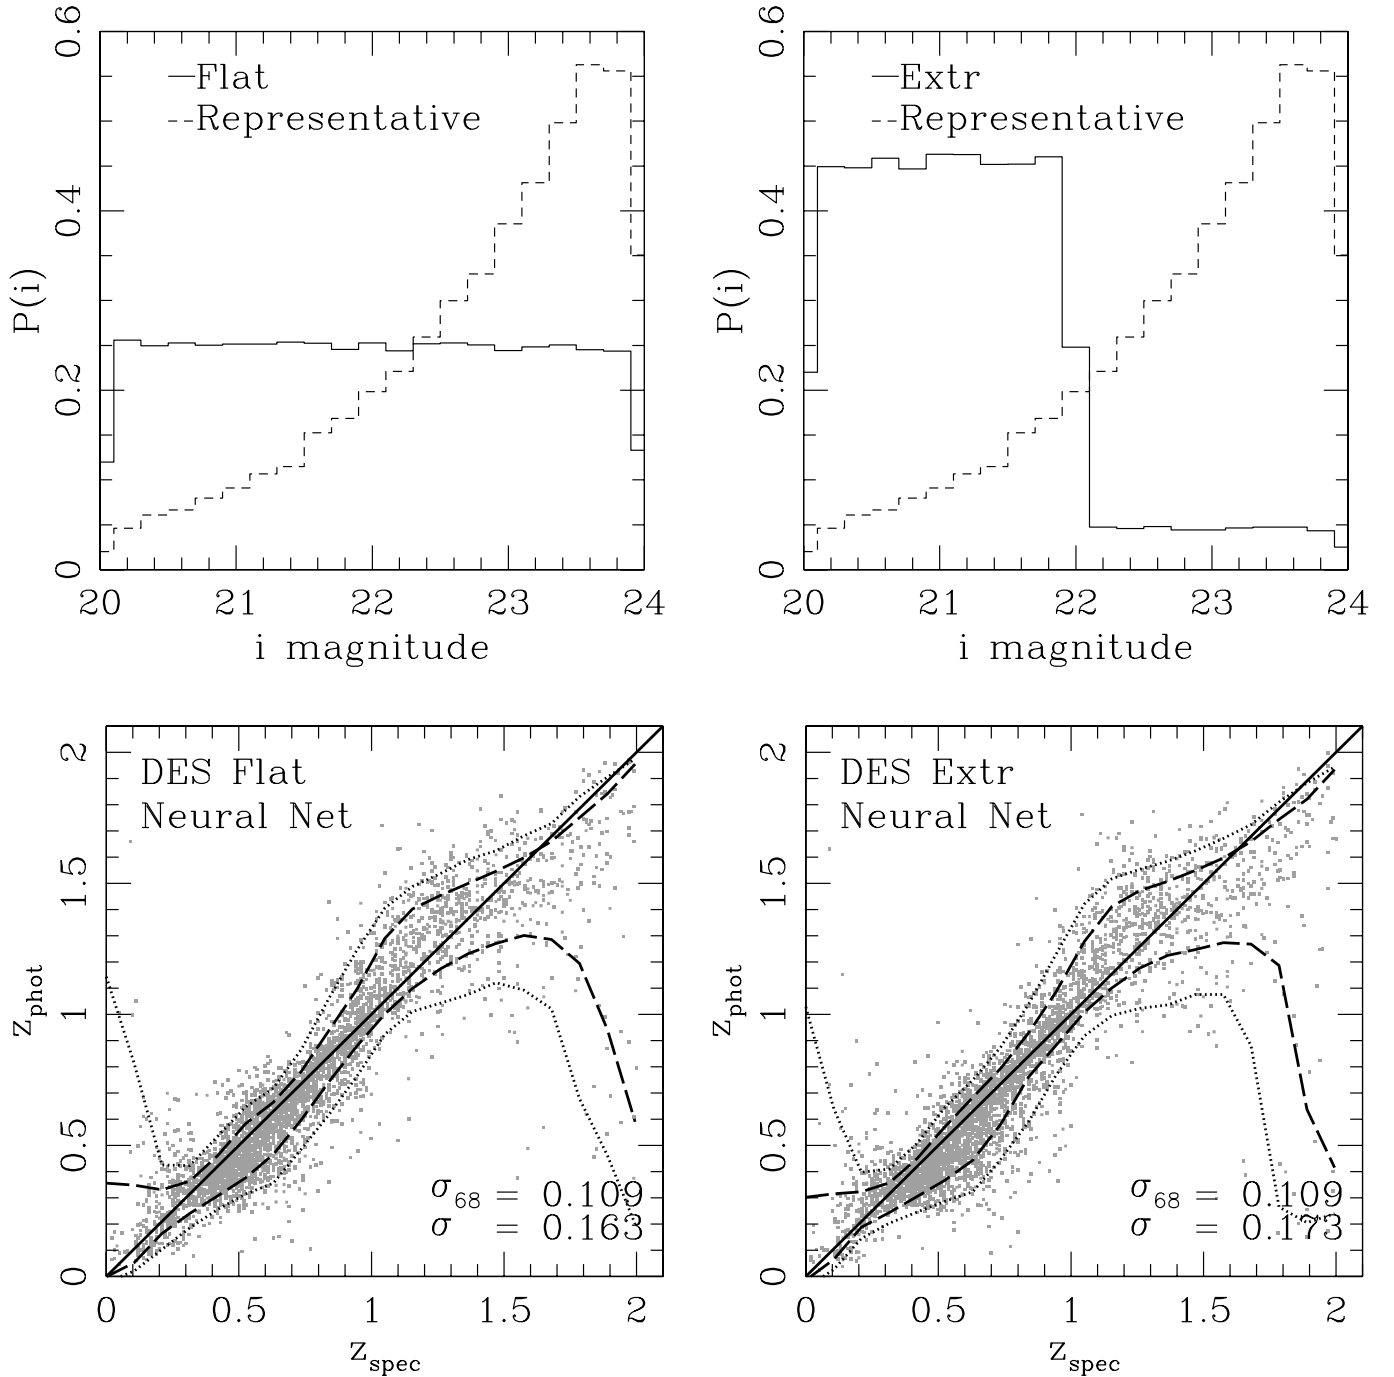 0.6
0.4
0.2
0
P(i)
Flat
Representative
20 21 22 23 24
i magnitude
0.6
0.4
0.2
0
P(i)
Extr
Representative
20 21 22 23 24
i magnitude
2
1.5
1
0.5
0
z_phot
DES Flat
Neural Net
σ_68 = 0.109
σ = 0.163
0 0.5 1 1.5 2
z_spec
2
1.5
1
0.5
0
z_phot
DES Extr
Neural Net
σ_68 = 0.109
σ = 0.173
0 0.5 1 1.5 2
z_spec